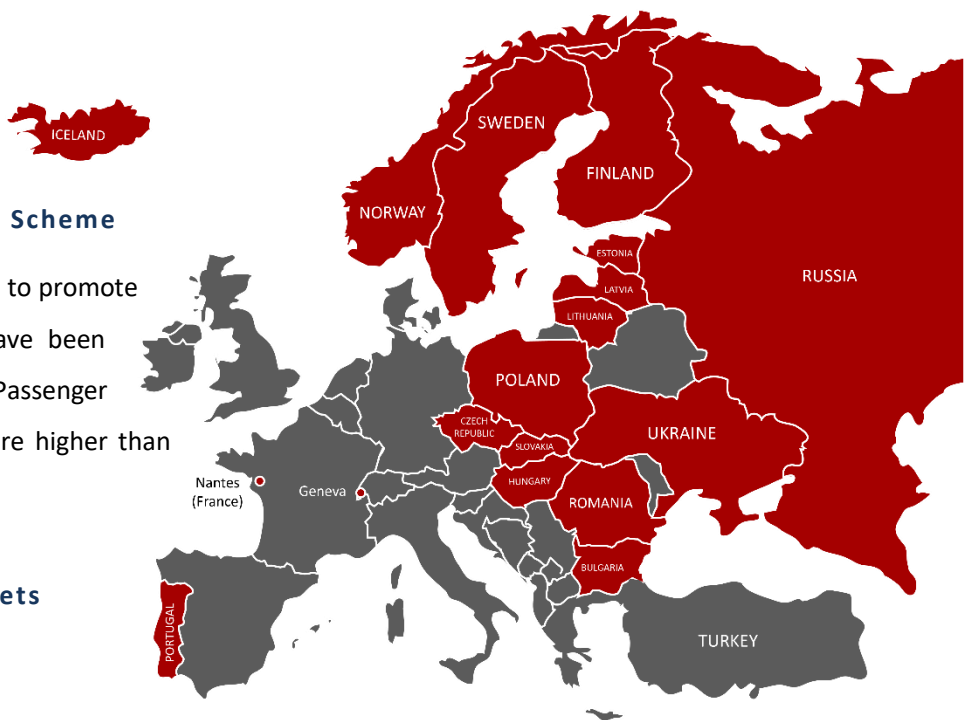 ICELAND
SWEDEN
FINLAND
NORWAY
Scheme
ESTONIA
RUSSIA
to promote
LATVIA
LITHUANIA
ave been
Passenger
POLAND
CZECH
REPUBLIC
UKRAINE
re higher than
SLOVAKIA
HUNGARY
Nantes
(France)
Geneva
ROMANIA
BULGARIA
ets
PORTUGAL
TURKEY